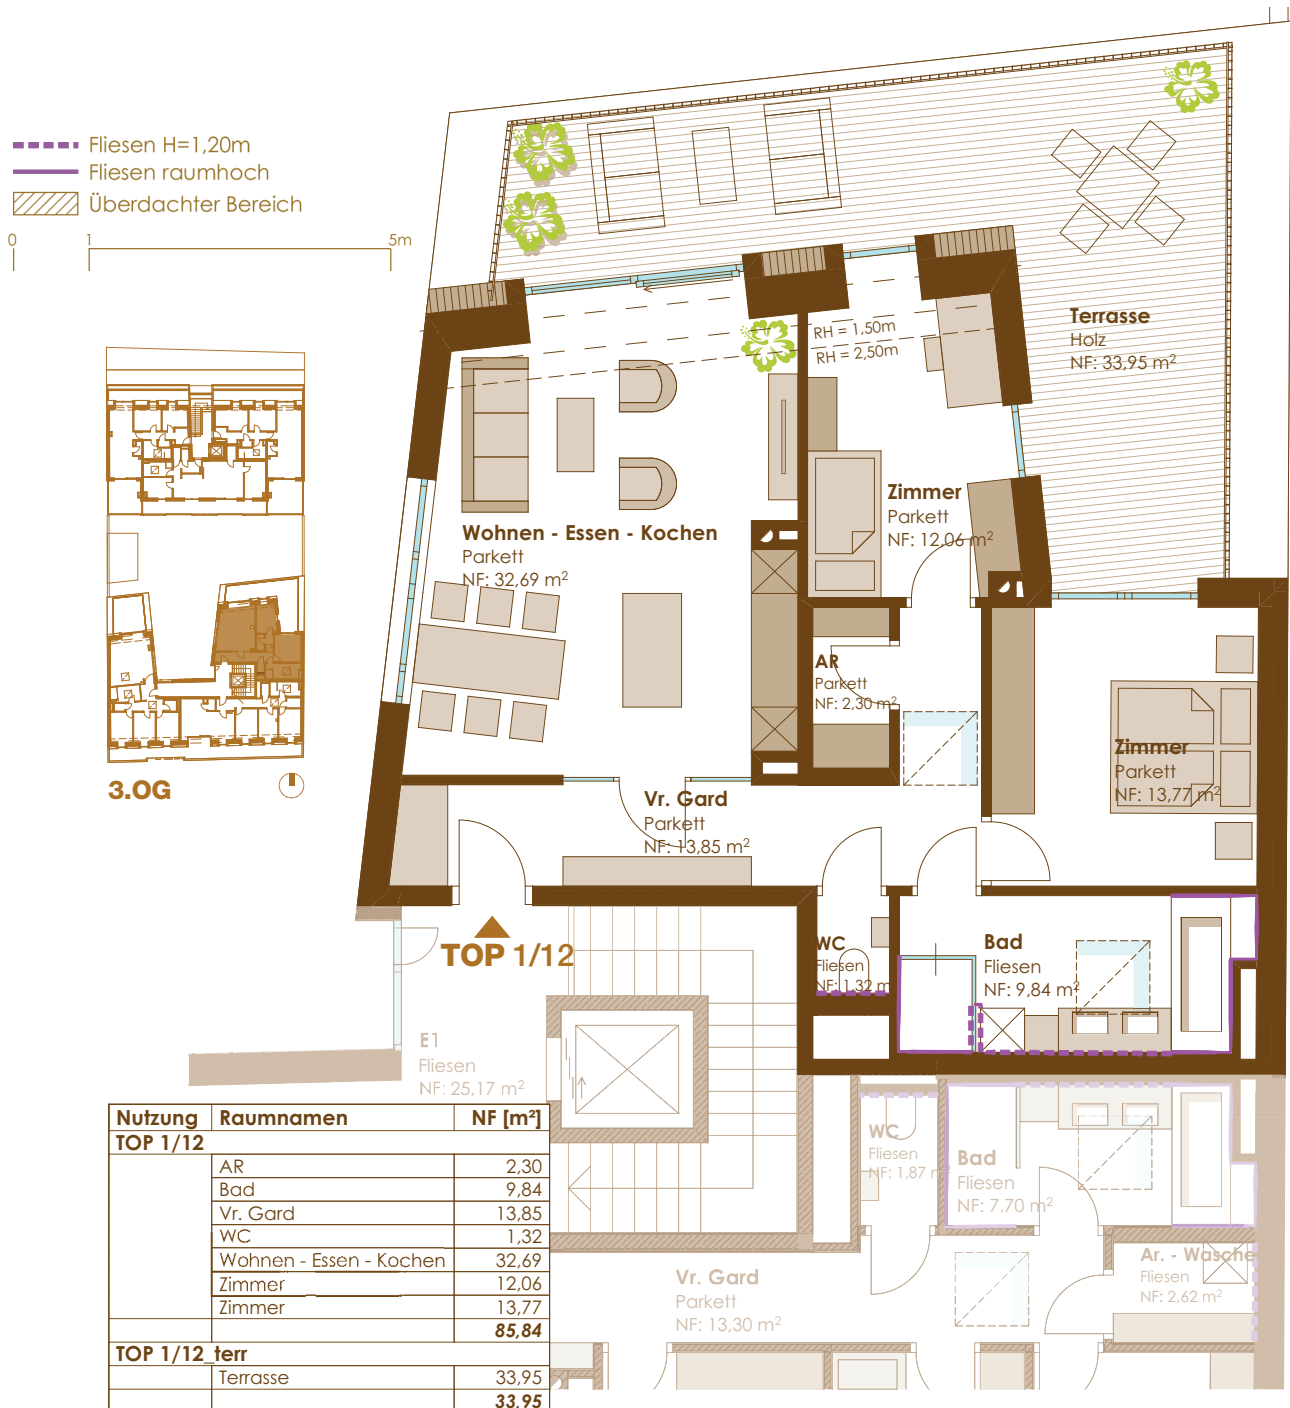 Fliesen H=1,20m
Fliesen raumhoch
Überdachter Bereich
0 1 5m
RH = 1,50m
RH = 2,50m
Terrasse
Holz
NF: 33,95 m²
Zimmer
Parkett
NF: 12,06 m²
Wohnen - Essen - Kochen
Parkett
NF: 32,69 m²
AR
Parkett
NF: 2,30 m²
Zimmer
Parkett
NF: 13,77 m²
3.OG
Vr. Gard
Parkett
NF: 13,85 m²
TOP 1/12
WC
Fliesen
NF: 1,32 m
Bad
Fliesen
NF: 9,84 m²
E1
Fliesen
NF: 25,17 m²
WC
Fliesen
NF: 1,87 m²
Bad
Fliesen
NF: 7,70 m²
Vr. Gard
Parkett
NF: 13,30 m²
Ar. - Wasche
Fliesen
NF: 2,62 m²
Nutzung Raumnamen NF [m²]
TOP 1/12
AR 2,30
Bad 9,84
Vr. Gard 13,85
WC 1,32
Wohnen - Essen - Kochen 32,69
Zimmer 12,06
Zimmer 13,77
85,84
TOP 1/12_terr
Terrasse 33,95
33,95